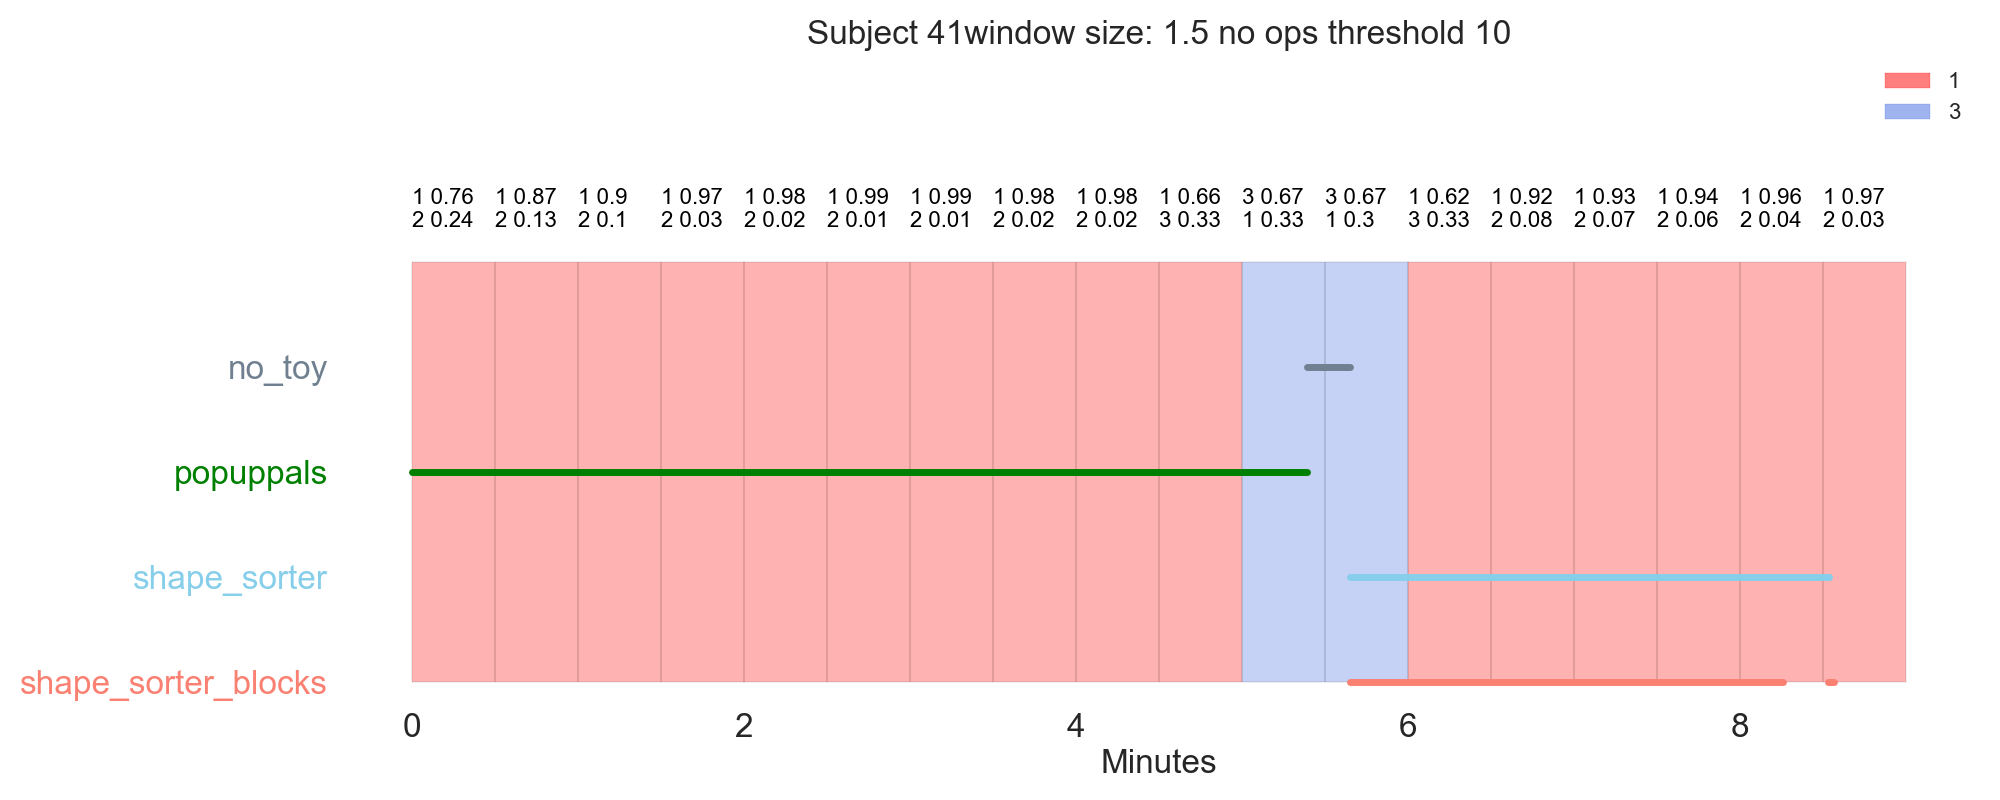 Subject 41window size: 1.5 no ops threshold 10
1
3
1 0.76 1 0.87 1 0.9 1 0.97 1 0.98 1 0.99 1 0.99 1 0.98 1 0.98 1 0.66 3 0.67 3 0.67 1 0.62 1 0.92 1 0.93 1 0.94 1 0.96 1 0.97
2 0.24 2 0.13 2 0.1 2 0.03 2 0.02 2 0.01 2 0.01 2 0.02 2 0.02 3 0.33 1 0.33 1 0.3 3 0.33 2 0.08 2 0.07 2 0.06 2 0.04 2 0.03
no_toy
popuppals
shape_sorter
shape_sorter_blocks
0 2 4 6 8
Minutes